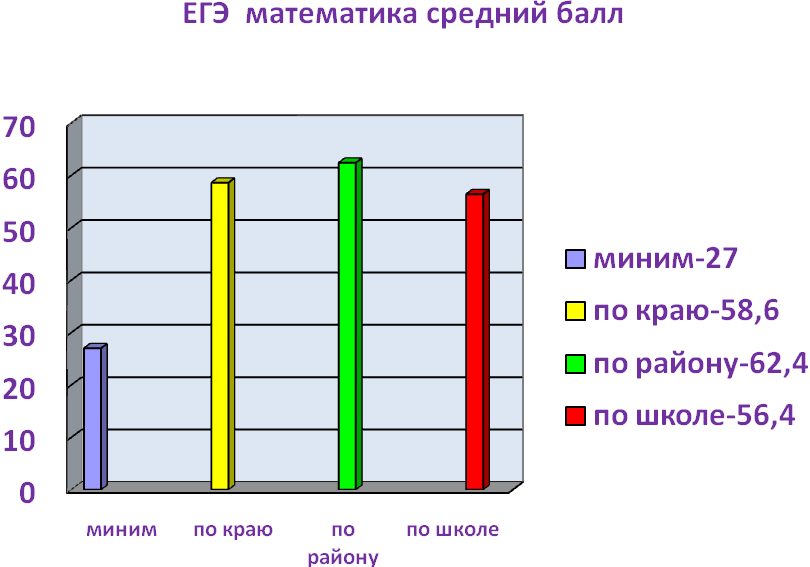 ЕГЭ математика средний балл
70
60
50
40
30
20
10
0
миним
по краю
по
району
по школе
миним-27
по краю-58,6
по району-62,4
по школе-56,4